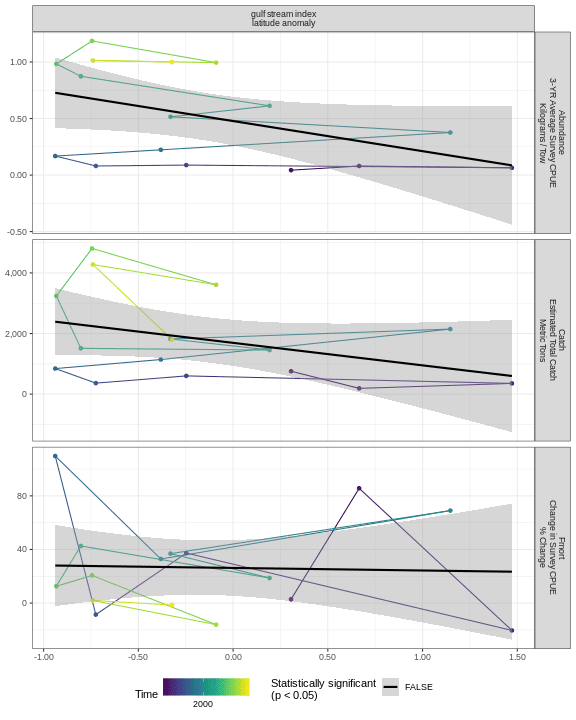 gulf stream index
latitude anomaly
1.00
0.50
0.00
-0.50
Abundance
3-YR Average Survey CPUE
Kilograms / Tow
4,000
2,000
0
Catch
Estimated Total Catch
Metric Tons
80
40
0
Fmort
Change in Survey CPUE
% Change
-1.00 -0.50 0.00 0.50 1.00 1.50
Time
2000
Statistically significant
(p < 0.05)
FALSE